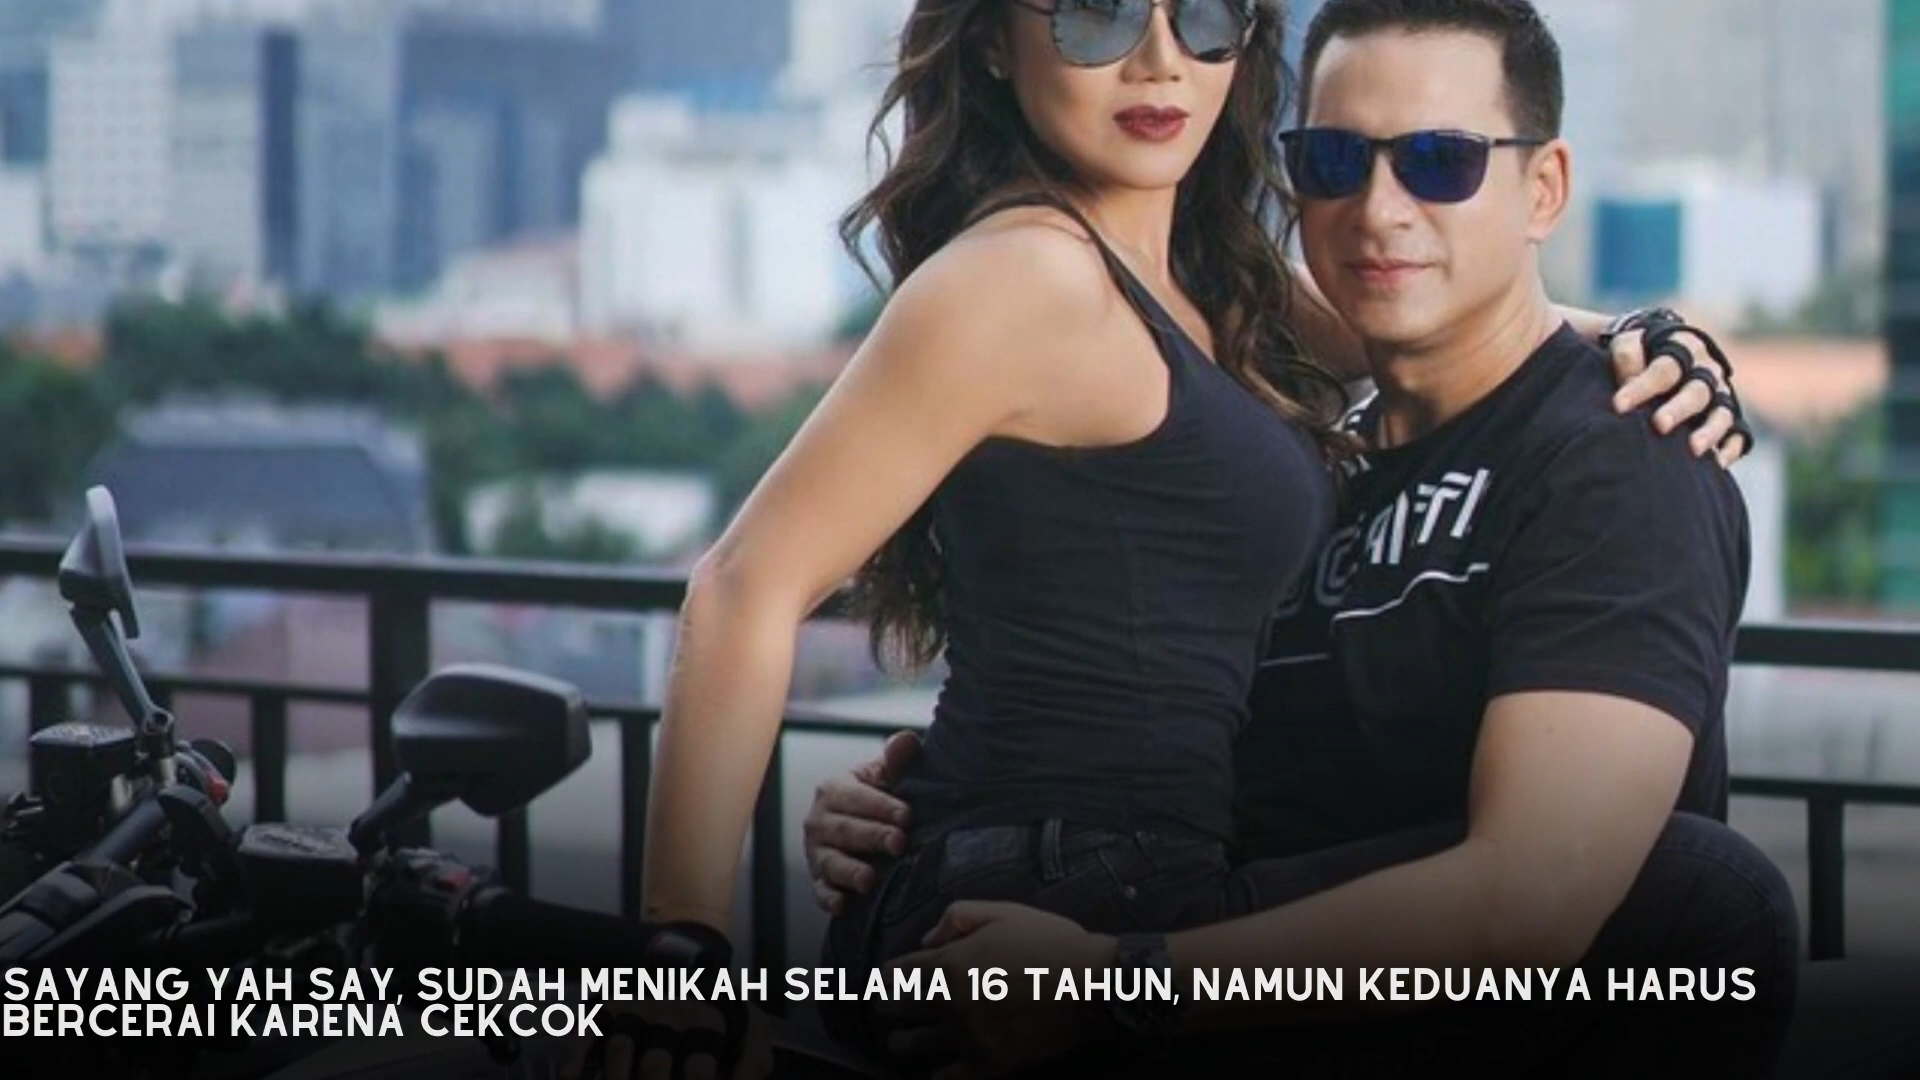 SAYANG YAH SAY, SUDAH MENIKAH SELAMA 16 TAHUN, NAMUN KEDUANYA HARUS
BERCERAI KARENA CEKCOK